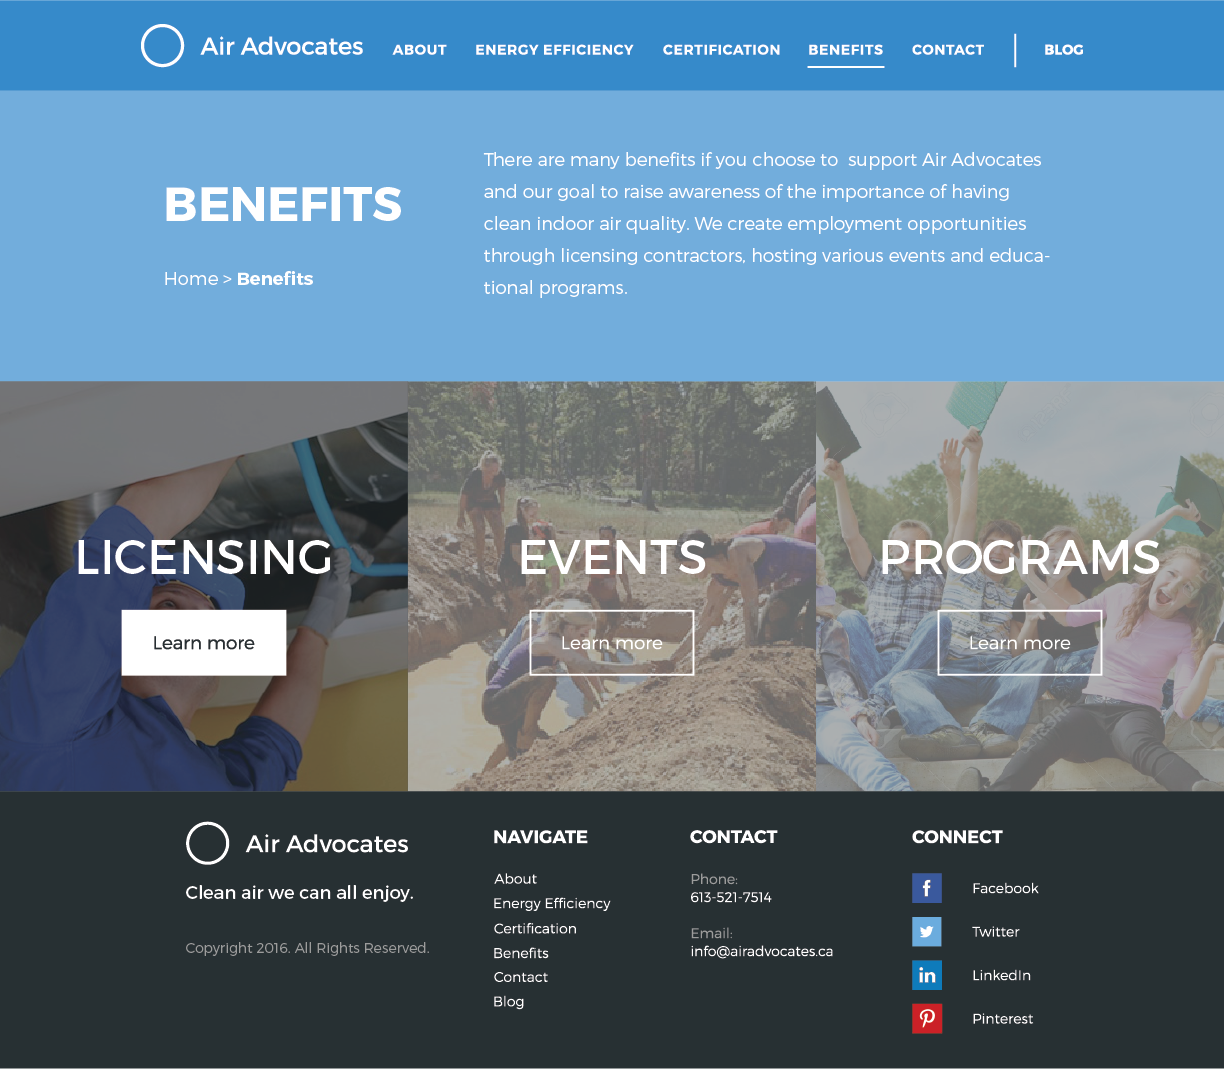 Air Advocates
ABOUT
ENERGY EFFICIENCY
CERTIFICATION
BENEFITS
CONTACT
BLOG
BENEFITS
Home > Benefits
There are many benefits if you choose to  support Air Advocates
and our goal to raise awareness of the importance of having
clean indoor air quality. We create employment opportunities
through licensing contractors, hosting various events and educa-
tional programs.
LICENSING
Learn more
EVENTS
Learn more
PROGRAMS
Learn more
Air Advocates
Clean air we can all enjoy.
Copyright 2016. All Rights Reserved.
NAVIGATE
About
Energy Efficiency
Certification
Benefits
Contact
Blog
CONTACT
Phone:
613-521-7514
Email:
info@airadvocates.ca
CONNECT
Facebook
Twitter
LinkedIn
Pinterest